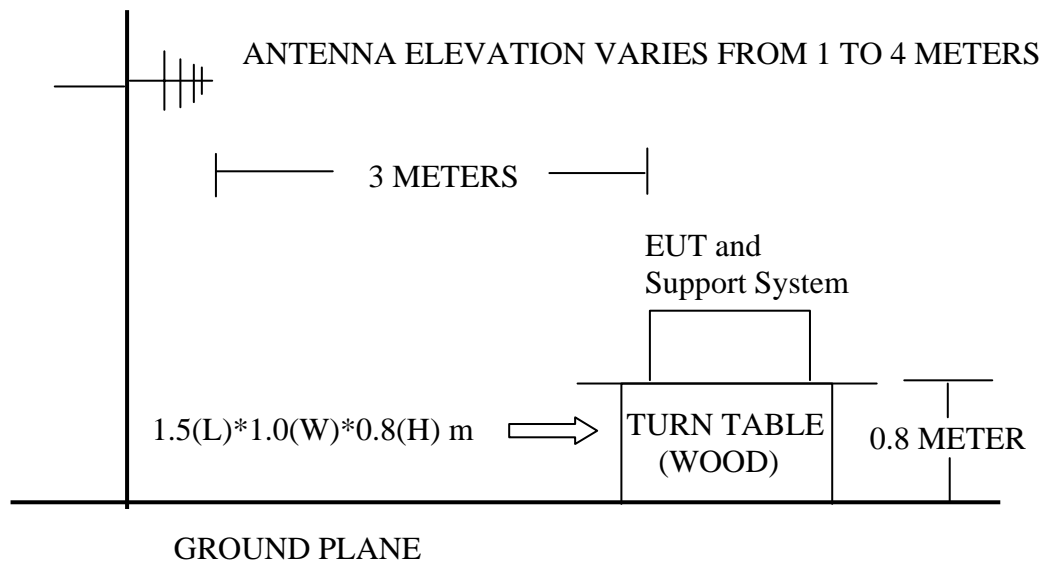 ANTENNA ELEVATION VARIES FROM 1 TO 4 METERS
3 METERS
EUT and
Support System
1.5(L)*1.0(W)*0.8(H) m
TURN TABLE
(WOOD)
0.8 METER
GROUND PLANE